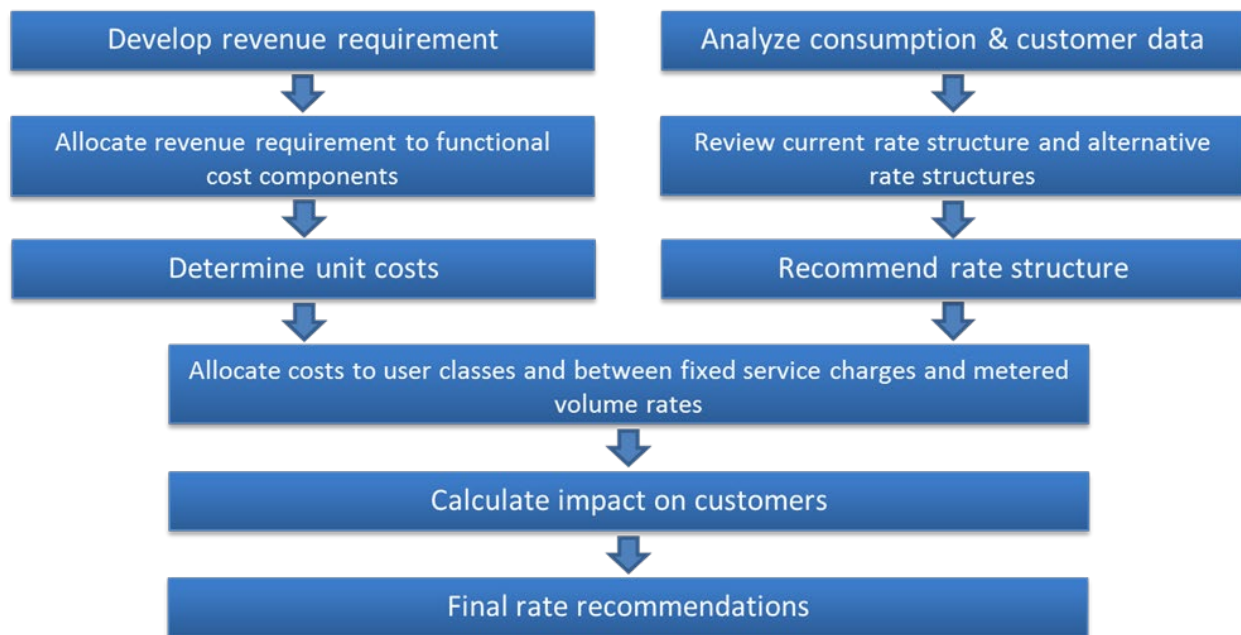 Develop revenue requirement
Analyze consumption & customer data
Allocate revenue requirement to functional
cost components
Review current rate structure and alternative
rate structures
Determine unit costs
Recommend rate structure
Allocate costs to user classes and between fixed service charges and metered
volume rates
Calculate impact on customers
Final rate recommendations